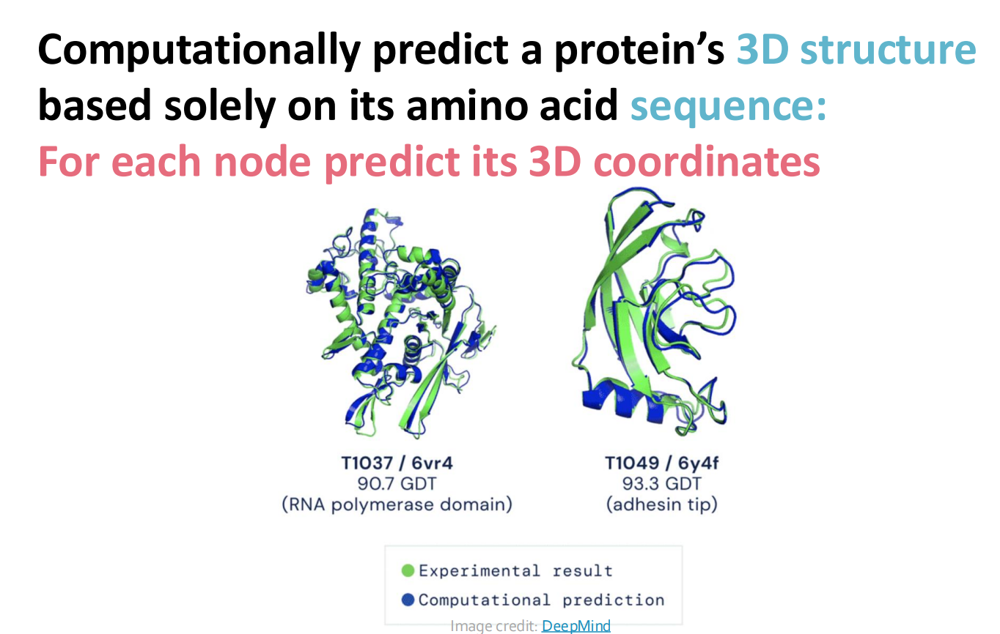 Computationally predict a protein’s 3D structure
based solely on its amino acid sequence:
For each node predict its 3D coordinates
T1037 / 6vr4
90.7 GDT
(RNA polymerase domain)
T1049 / 6y4f
93.3 GDT
(adhesin tip)
Experimental result
Computational prediction
Image credit: DeepMind